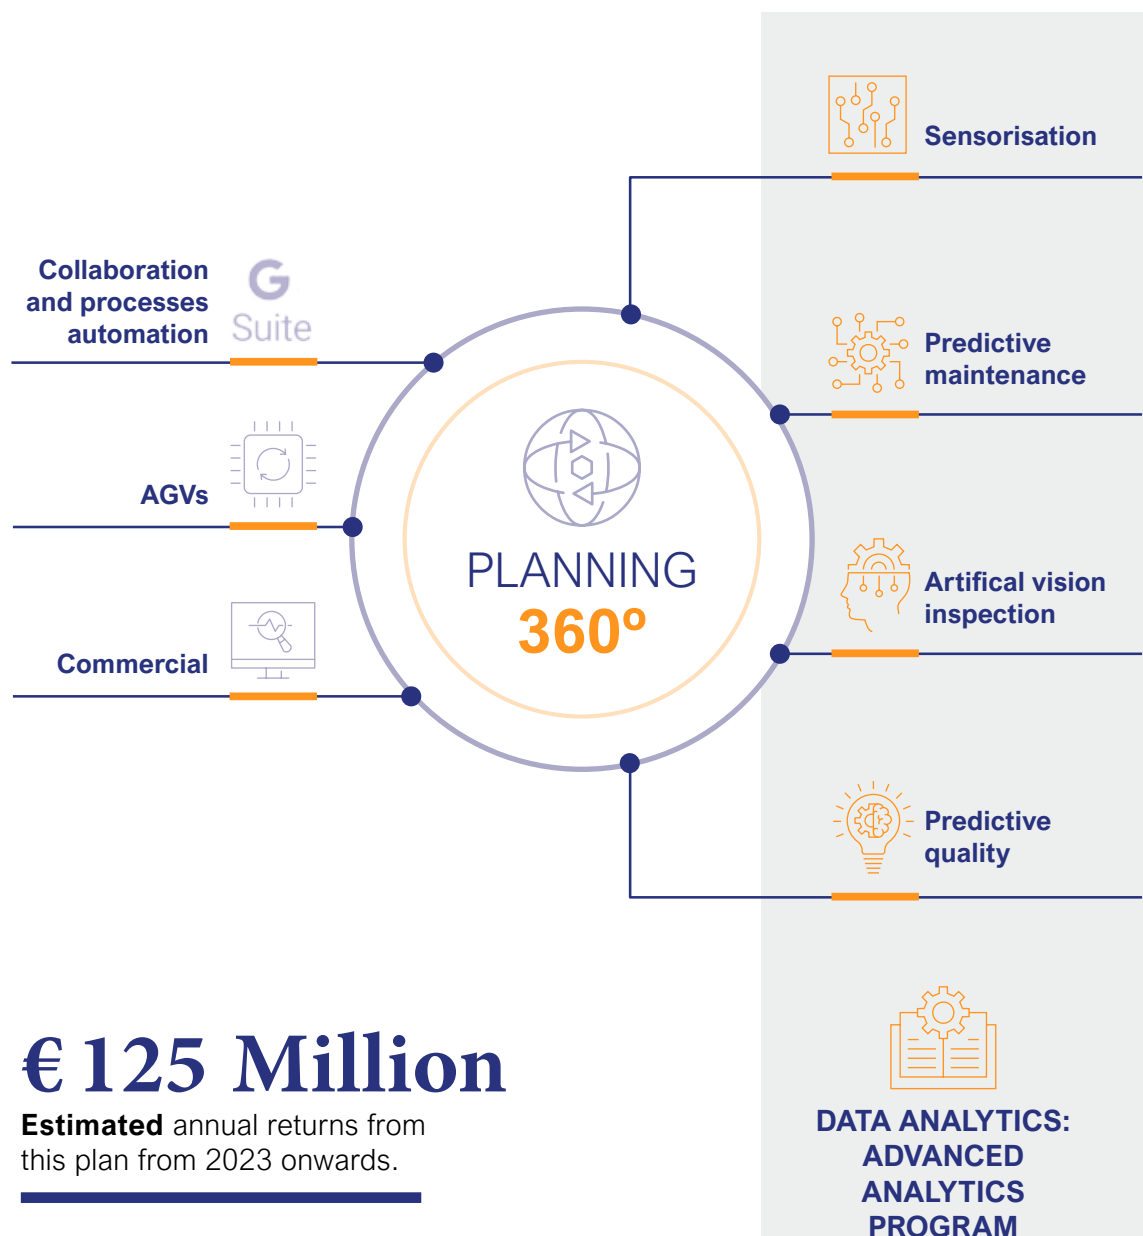 Sensorisation
Collaboration
and processes
automation
G
Suite
Predictive
maintenance
AGVs
PLANNING
360º
Artifical vision
inspection
Commercial
Predictive
quality
€ 125 Million
Estimated annual returns from
this plan from 2023 onwards.
DATA ANALYTICS:
ADVANCED
ANALYTICS
PROGRAM